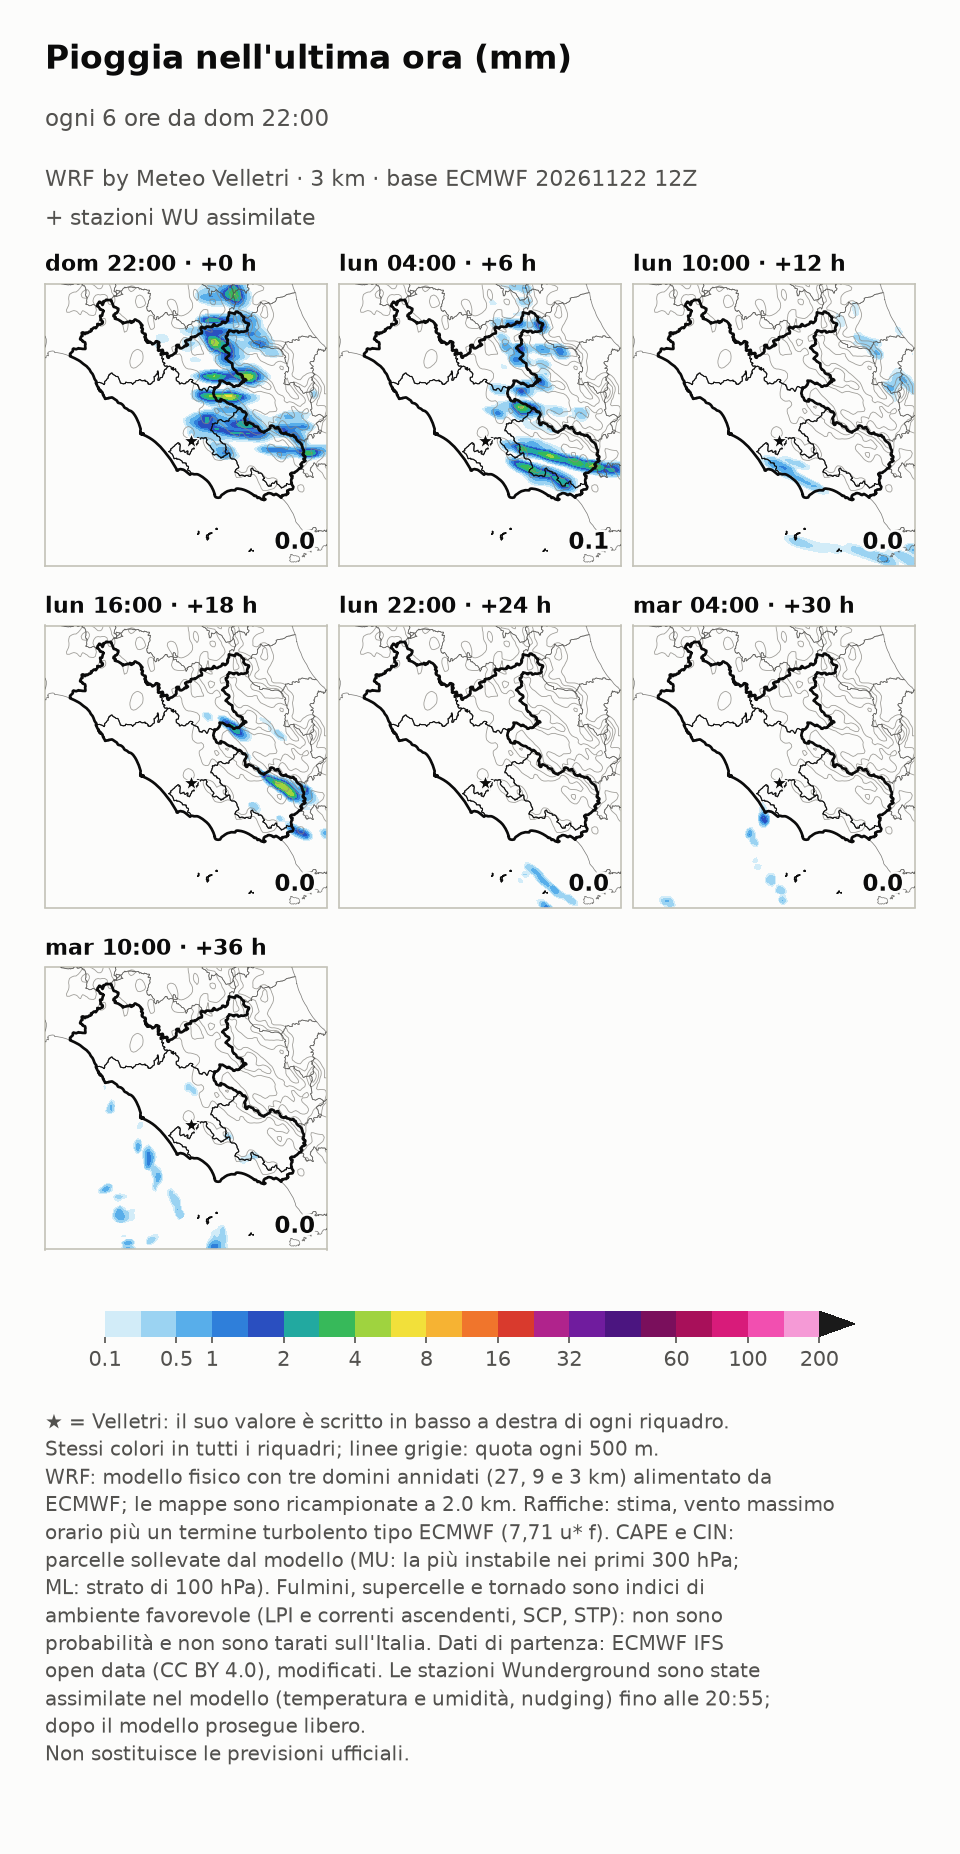 Pioggia nell'ultima ora (mm)
ogni 6 ore da dom 22:00
WRF by Meteo Velletri · 3 km · base ECMWF 20261122 12Z
+ stazioni WU assimilate
dom 22:00 · +0 h
lun 04:00 · +6 h
lun 10:00 · +12 h
0.0
0.1
0.0
lun 16:00 · +18 h
lun 22:00 · +24 h
mar 04:00 · +30 h
0.0
0.0
0.0
mar 10:00 · +36 h
0.0
0.1 0.5 1 2 4 8 16 32 60 100 200
★ = Velletri: il suo valore è scritto in basso a destra di ogni riquadro.
Stessi colori in tutti i riquadri; linee grigie: quota ogni 500 m.
WRF: modello fisico con tre domini annidati (27, 9 e 3 km) alimentato da
ECMWF; le mappe sono ricampionate a 2.0 km. Raffiche: stima, vento massimo
orario più un termine turbolento tipo ECMWF (7,71 u* f). CAPE e CIN:
parcelle sollevate dal modello (MU: la più instabile nei primi 300 hPa;
ML: strato di 100 hPa). Fulmini, supercelle e tornado sono indici di
ambiente favorevole (LPI e correnti ascendenti, SCP, STP): non sono
probabilità e non sono tarati sull'Italia. Dati di partenza: ECMWF IFS
open data (CC BY 4.0), modificati. Le stazioni Wunderground sono state
assimilate nel modello (temperatura e umidità, nudging) fino alle 20:55;
dopo il modello prosegue libero.
Non sostituisce le previsioni ufficiali.